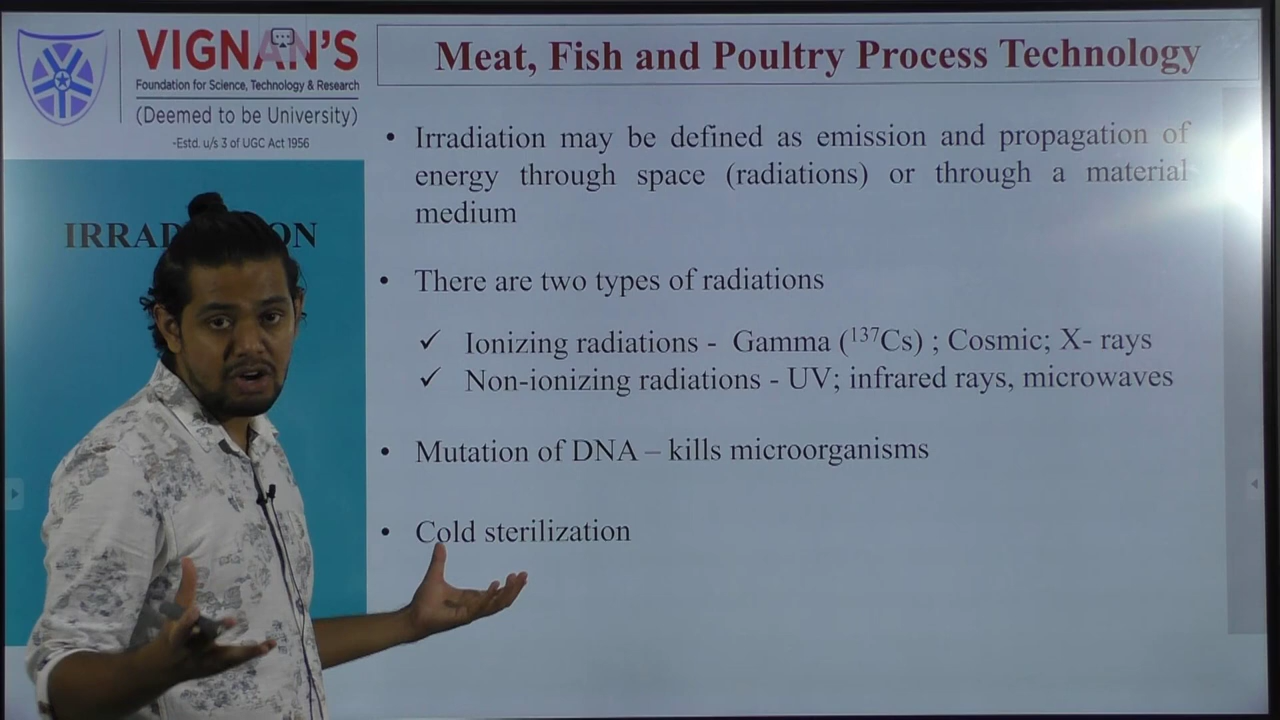 VIGNAN'S
Foundation for Science, Technology & Research
(Deemed to be University)
-Estd. u/s 3 of UGC Act 1956
Meat, Fish and Poultry Process Technology
• Irradiation may be defined as emission and propagation of
energy through space (radiations) or through a material
medium
• There are two types of radiations
✓ Ionizing radiations - Gamma (¹³⁷Cs) ; Cosmic; X- rays
✓ Non-ionizing radiations - UV; infrared rays, microwaves
• Mutation of DNA – kills microorganisms
• Cold sterilization